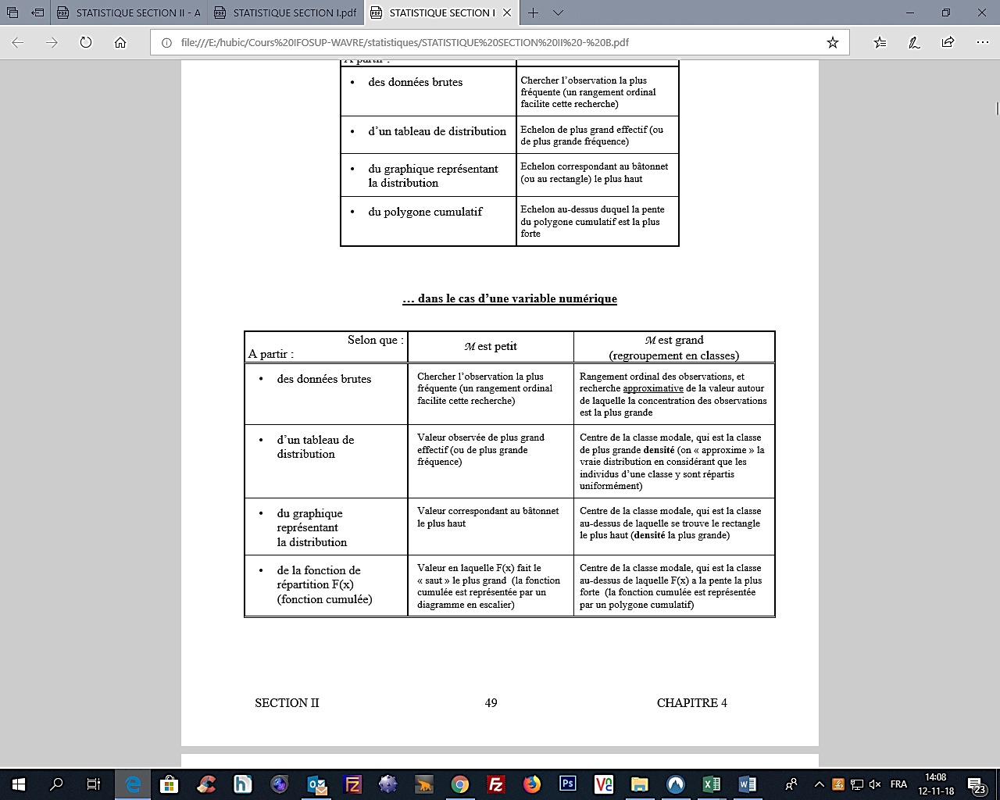 STATISTIQUE SECTION II - A
STATISTIQUE SECTION I.pdf
STATISTIQUE SECTION I
file:///E:/hubic/Cours%20IFOSUP-WAVRE/statistiques/STATISTIQUE%20SECTION%20II%20-%20B.pdf
A partir :
• des données brutes
Chercher l’observation la plus
fréquente (un rangement ordinal
facilite cette recherche)
• d’un tableau de distribution
Echelon de plus grand effectif (ou
de plus grande fréquence)
• du graphique représentant
la distribution
Echelon correspondant au bâtonnet
(ou au rectangle) le plus haut
• du polygone cumulatif
Echelon au-dessus duquel la pente
du polygone cumulatif est la plus
forte
… dans le cas d’une variable numérique
Selon que :
A partir :
M est petit
M est grand
(regroupement en classes)
• des données brutes
Chercher l’observation la plus
fréquente (un rangement ordinal
facilite cette recherche)
Rangement ordinal des observations, et
recherche approximative de la valeur autour
de laquelle la concentration des observations
est la plus grande
• d’un tableau de
distribution
Valeur observée de plus grand
effectif (ou de plus grande
fréquence)
Centre de la classe modale, qui est la classe
de plus grande densité (on « approxime » la
vraie distribution en considérant que les
individus d’une classe y sont répartis
uniformément)
• du graphique
représentant
la distribution
Valeur correspondant au bâtonnet
le plus haut
Centre de la classe modale, qui est la classe
au-dessus de laquelle se trouve le rectangle
le plus haut (densité la plus grande)
• de la fonction de
répartition F(x)
(fonction cumulée)
Valeur en laquelle F(x) fait le
« saut » le plus grand (la fonction
cumulée est représentée par un
diagramme en escalier)
Centre de la classe modale, qui est la classe
au-dessus de laquelle F(x) a la pente la plus
forte (la fonction cumulée est représentée
par un polygone cumulatif)
SECTION II
49
CHAPITRE 4
FRA
14:08
12-11-18
23